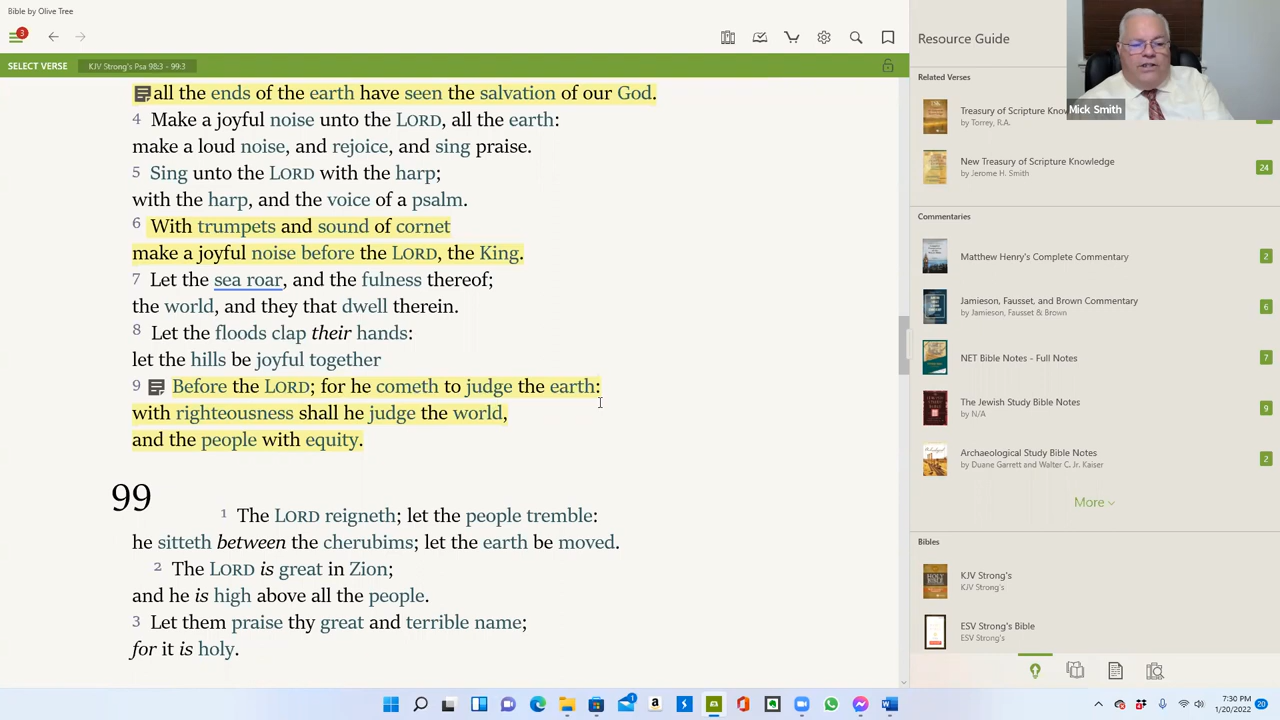 Bible by Olive Tree
3
SELECT VERSE
KJV Strong's Psa 98:3 - 99:3
all the ends of the earth have seen the salvation of our God.
4 Make a joyful noise unto the LORD, all the earth:
make a loud noise, and rejoice, and sing praise.
5 Sing unto the LORD with the harp;
with the harp, and the voice of a psalm.
6 With trumpets and sound of cornet
make a joyful noise before the LORD, the King.
7 Let the sea roar, and the fulness thereof;
the world, and they that dwell therein.
8 Let the floods clap their hands:
let the hills be joyful together
9 Before the LORD; for he cometh to judge the earth:
with righteousness shall he judge the world,
and the people with equity.
99
1 The LORD reigneth; let the people tremble:
he sitteth between the cherubims; let the earth be moved.
2 The LORD is great in Zion;
and he is high above all the people.
3 Let them praise thy great and terrible name;
for it is holy.
Resource Guide
Mick Smith
Related Verses
Treasury of Scripture Know
by Torrey, R.A.
New Treasury of Scripture Knowledge
by Jerome H. Smith
24
Commentaries
Matthew Henry's Complete Commentary
2
Jamieson, Fausset, and Brown Commentary
by Jamieson, Fausset & Brown
6
NET Bible Notes - Full Notes
7
The Jewish Study Bible Notes
by N/A
9
Archaeological Study Bible Notes
by Duane Garrett and Walter C. Jr. Kaiser
2
More
Bibles
KJV Strong's
KJV Strong's
ESV Strong's Bible
ESV Strong's
7:30 PM
1/20/2022
20